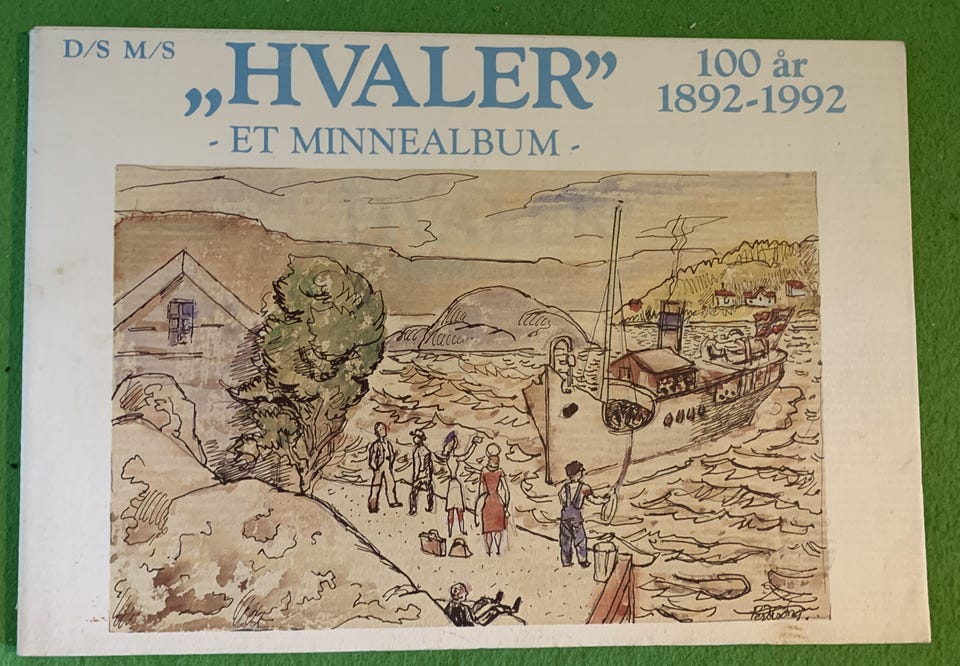 D/S M/S
„HVALER”
100 år
1892-1992
- ET MINNEALBUM -